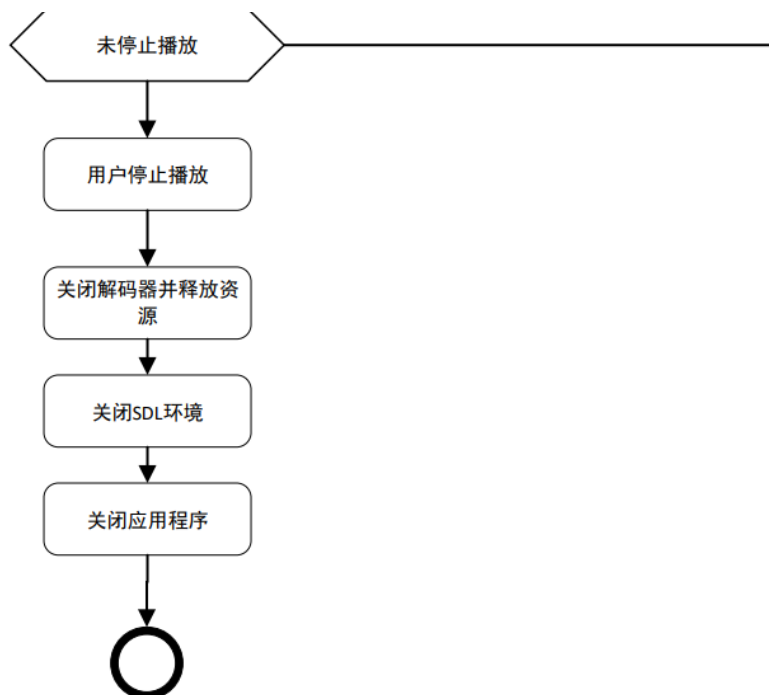 未停止播放
用户停止播放
关闭解码器并释放资
源
关闭SDL环境
关闭应用程序